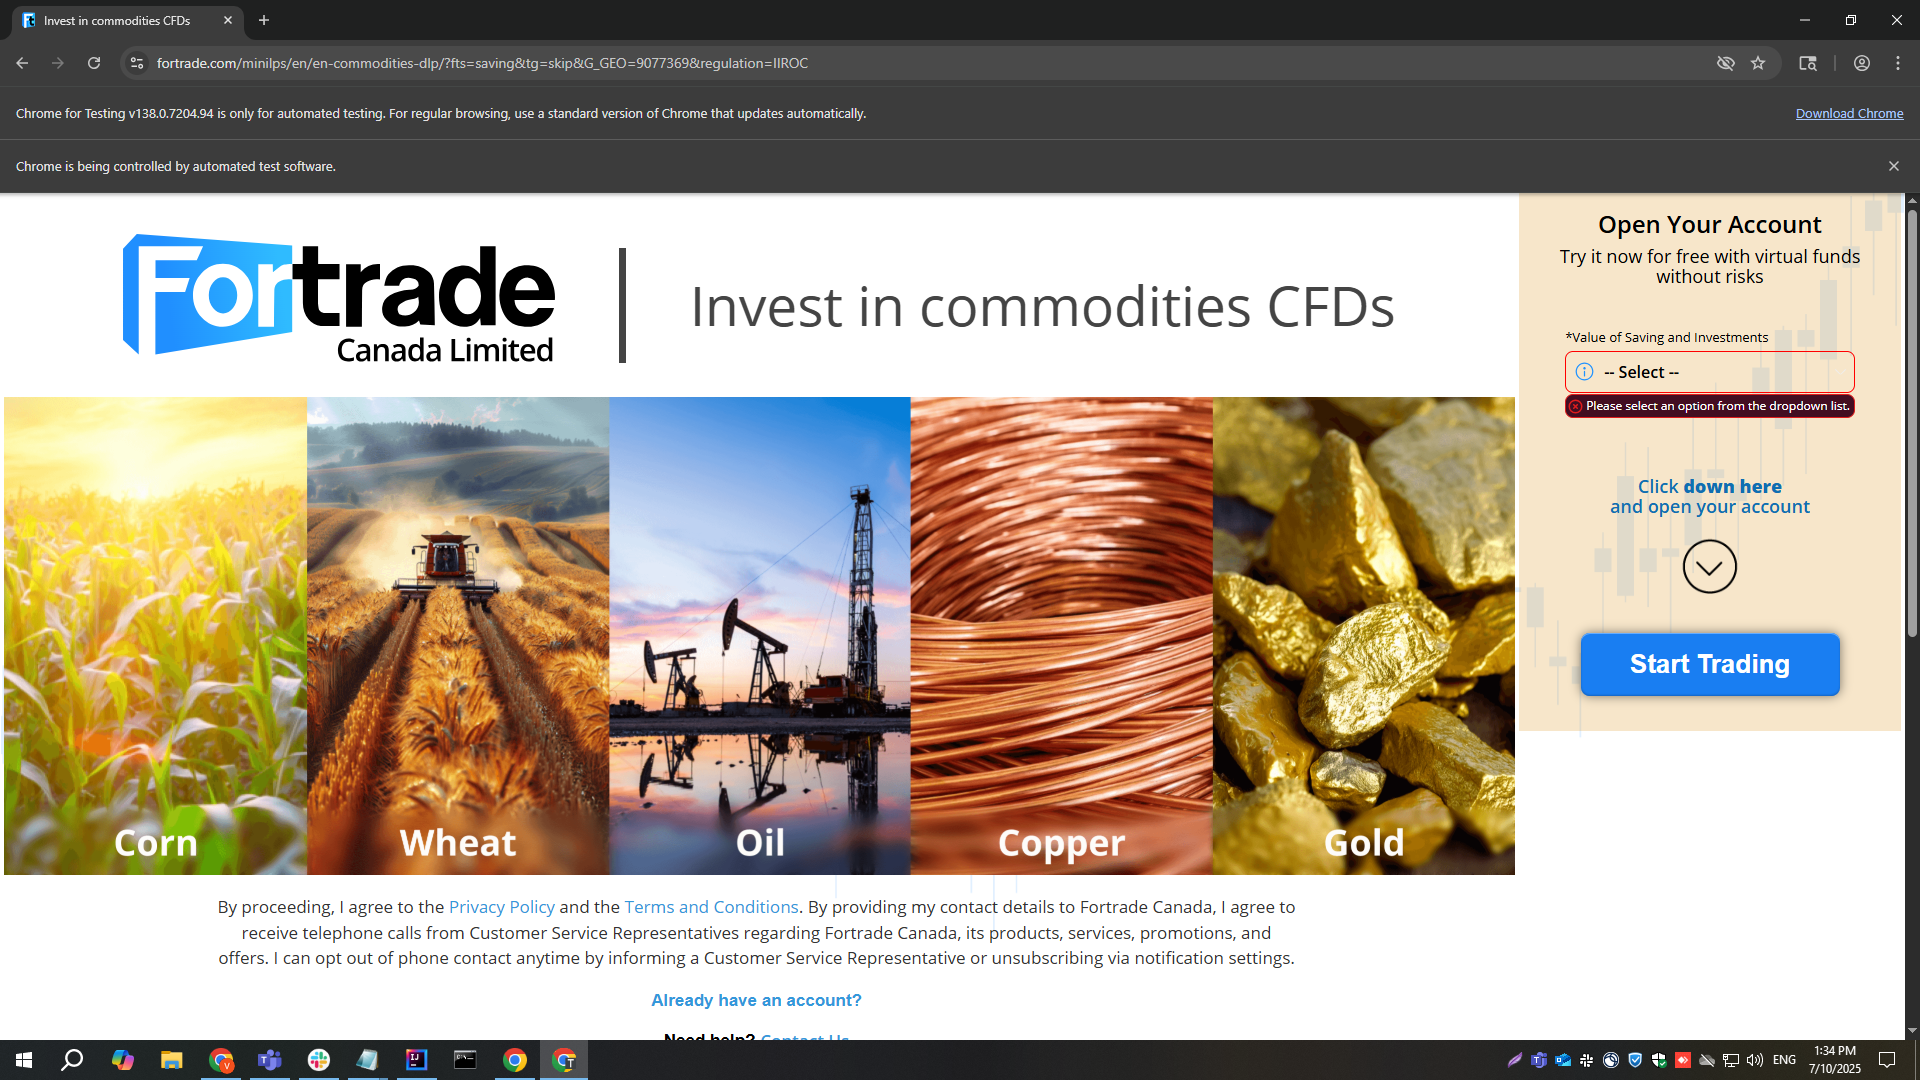 Invest in commodities CFDs
fortrade.com/minilps/en/en-commodities-dlp/?fts=saving&tg=skip&G_GEO=9077369&regulation=IIROC
Chrome for Testing v138.0.7204.94 is only for automated testing. For regular browsing, use a standard version of Chrome that updates automatically.
Download Chrome
Chrome is being controlled by automated test software.
Fortrade
Canada Limited
Invest in commodities CFDs
Open Your Account
Try it now for free with virtual funds
without risks
*Value of Saving and Investments
-- Select --
Please select an option from the dropdown list.
Click down here
and open your account
Start Trading
Corn
Wheat
Oil
Copper
Gold
By proceeding, I agree to the Privacy Policy and the Terms and Conditions. By providing my contact details to Fortrade Canada, I agree to
receive telephone calls from Customer Service Representatives regarding Fortrade Canada, its products, services, promotions, and
offers. I can opt out of phone contact anytime by informing a Customer Service Representative or unsubscribing via notification settings.
Already have an account?
Need help? Contact Us
ENG
1:34 PM
7/10/2025